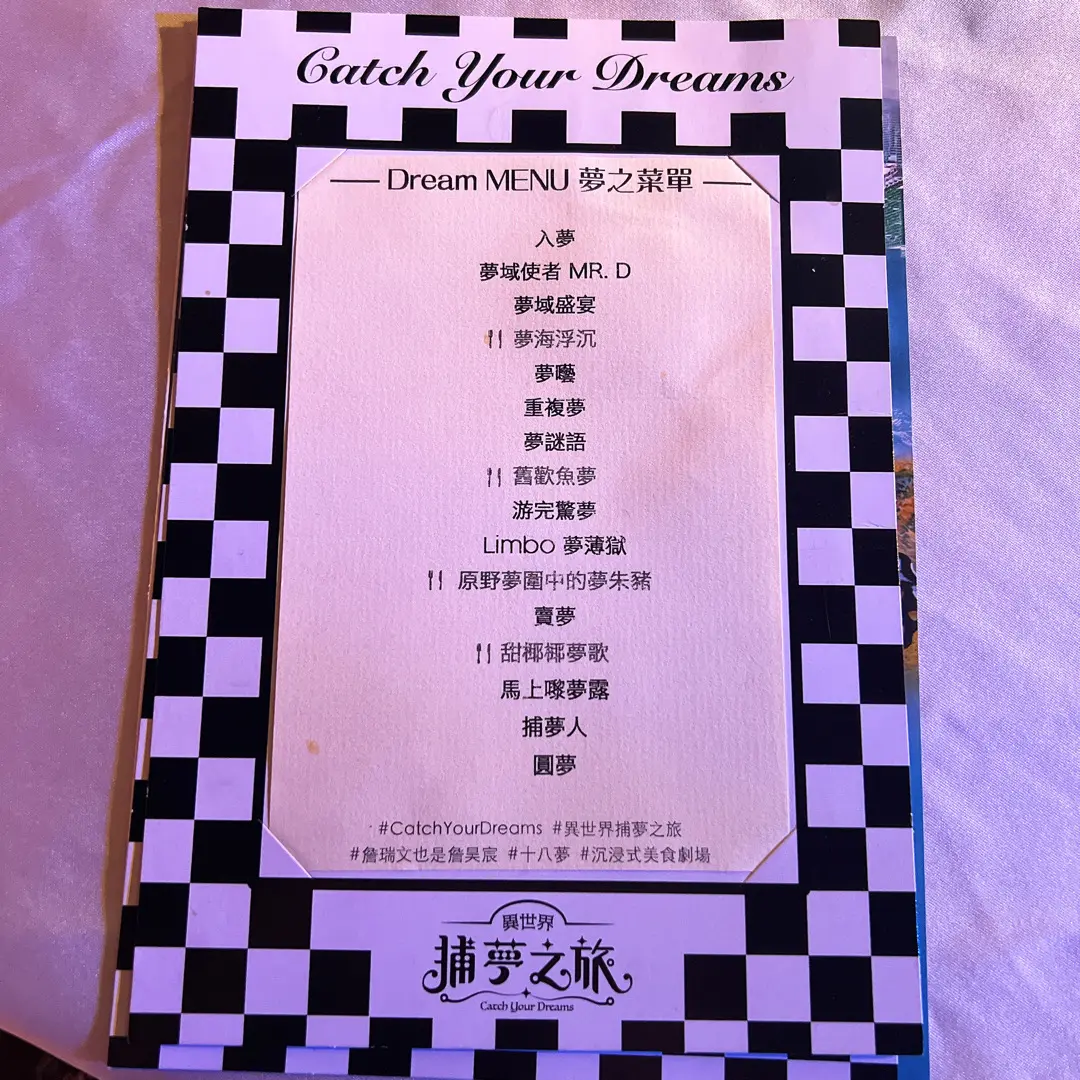 Catch Your Dreams
Dream MENU 夢之菜單
入夢
夢域使者 MR. D
夢域盛宴
夢海浮沉
夢囈
重複夢
夢謎語
舊歡魚夢
游完驚夢
Limbo 夢薄獄
原野夢圍中的夢朱豬
賣夢
甜椰椰夢歌
馬上嚟夢露
捕夢人
圓夢
#CatchYourDreams #異世界捕夢之旅
#詹瑞文也是詹昊宸 #十八夢 #沉浸式美食劇場
異世界
捕夢之旅
Catch Your Dreams